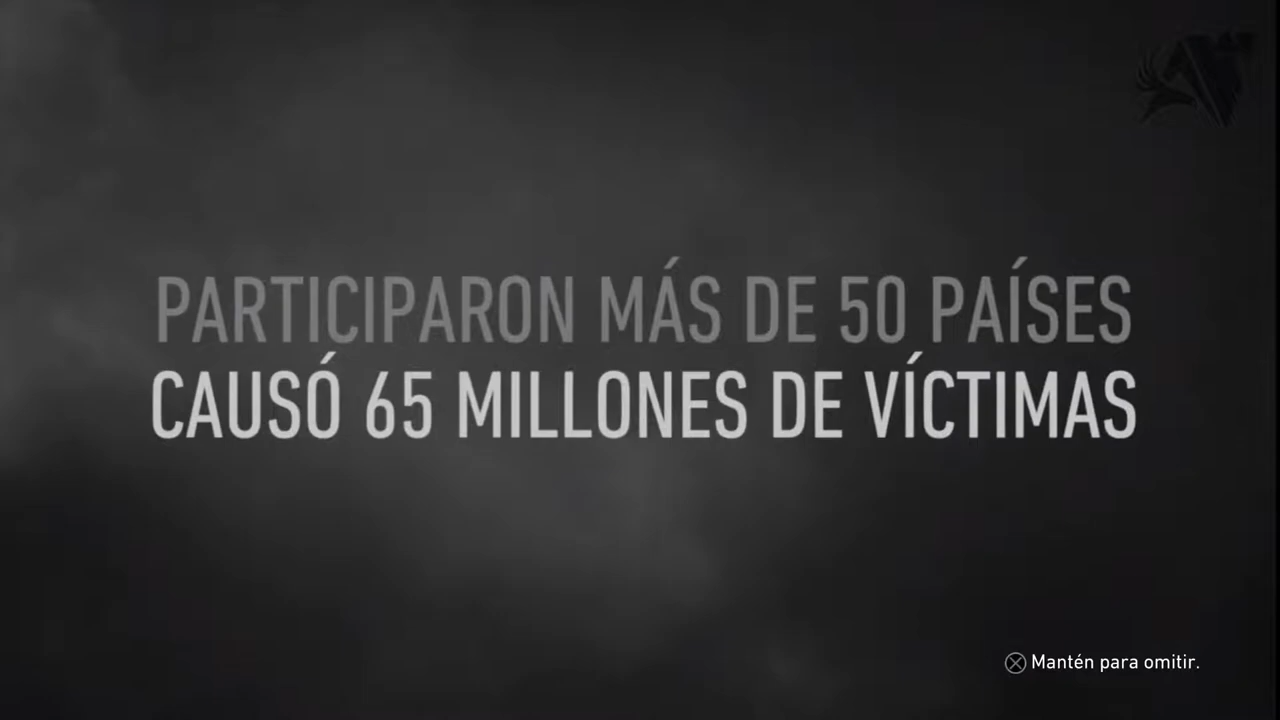 PARTICIPARON MÁS DE 50 PAÍSES
CAUSÓ 65 MILLONES DE VÍCTIMAS
Mantén para omitir.